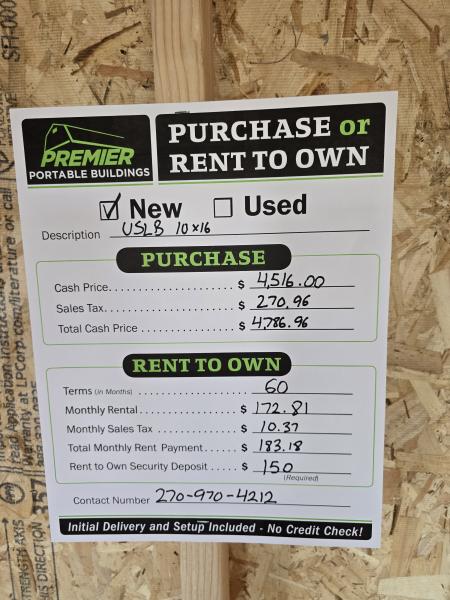 SFI-000
PREMIER
PORTABLE BUILDINGS
PURCHASE or
RENT TO OWN
New Used
Description USLB 10x16
PURCHASE
Cash Price. $ 4,516.00
Sales Tax. $ 270.96
Total Cash Price $ 4,786.96
RENT TO OWN
Terms (in Months) 60
Monthly Rental $ 172.81
Monthly Sales Tax $ 10.37
Total Monthly Rent Payment $ 183.18
Rent to Own Security Deposit $ 150
(Required)
Contact Number 270-970-4212
Initial Delivery and Setup Included - No Credit Check!